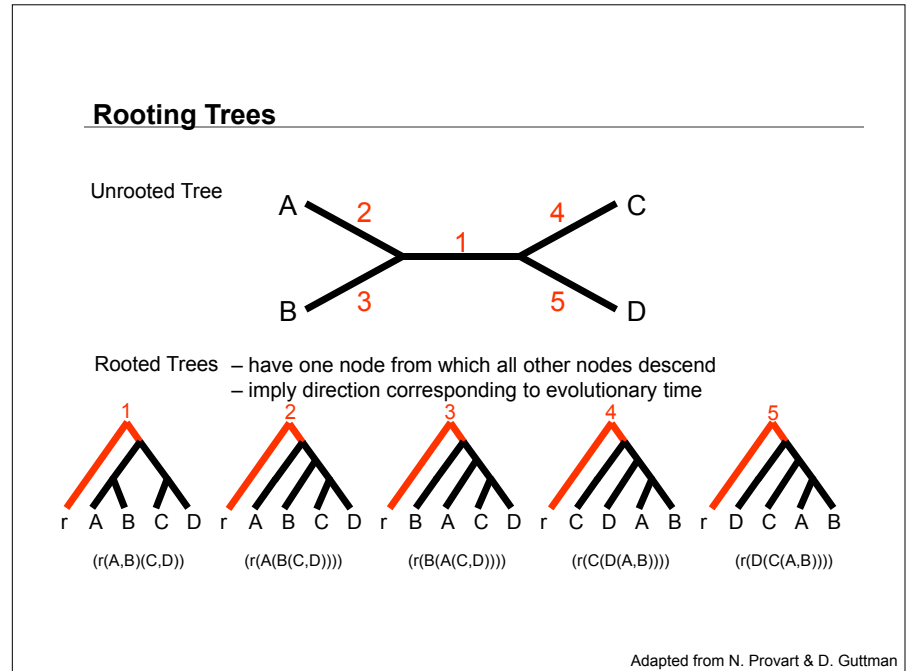 Rooting Trees
Unrooted Tree
A 2 4 C
1
B 3 5 D
Rooted Trees – have one node from which all other nodes descend
– imply direction corresponding to evolutionary time
1 2 3 4 5
r A B C D r A B C D r B A C D r C D A B r D C A B
(r(A,B)(C,D)) (r(A(B(C,D)))) (r(B(A(C,D)))) (r(C(D(A,B)))) (r(D(C(A,B))))
Adapted from N. Provart & D. Guttman